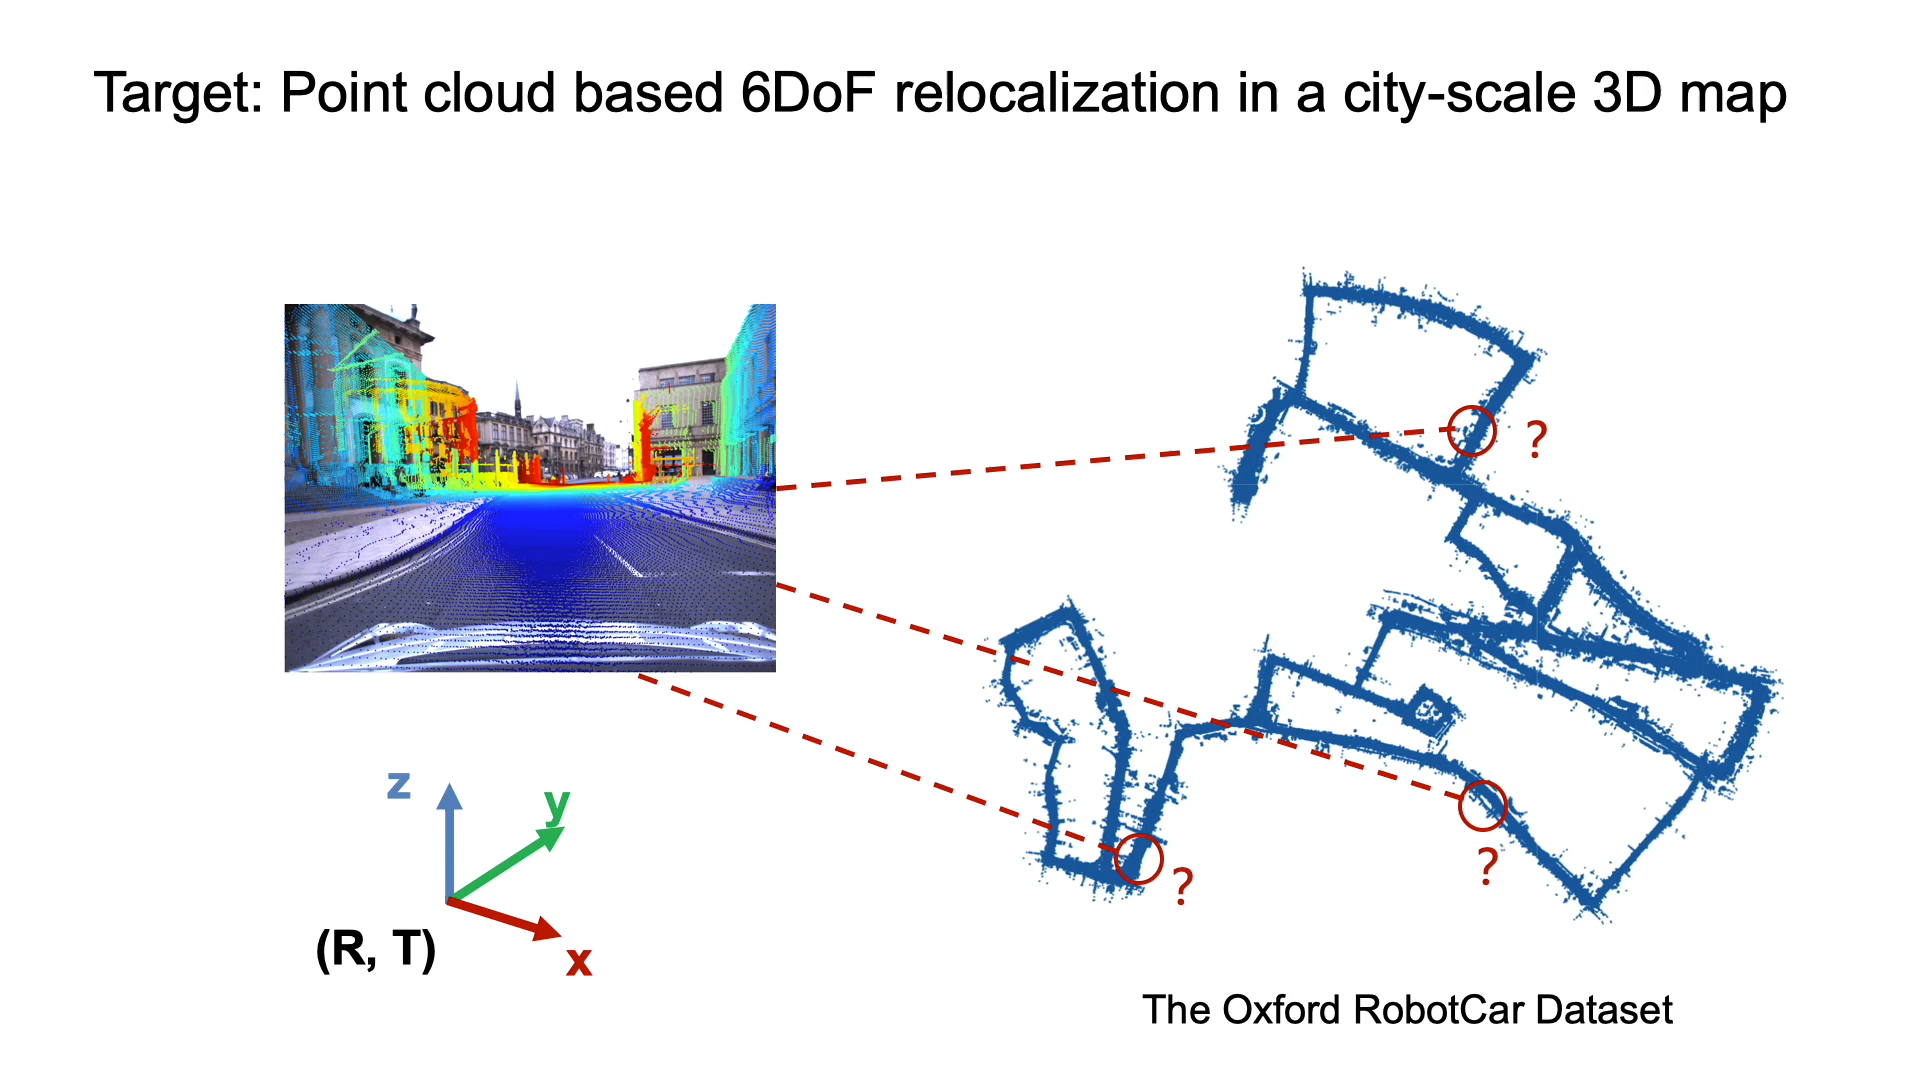 Target: Point cloud based 6DoF relocalization in a city-scale 3D map
?
?
?
z
y
x
(R, T)
The Oxford RobotCar Dataset